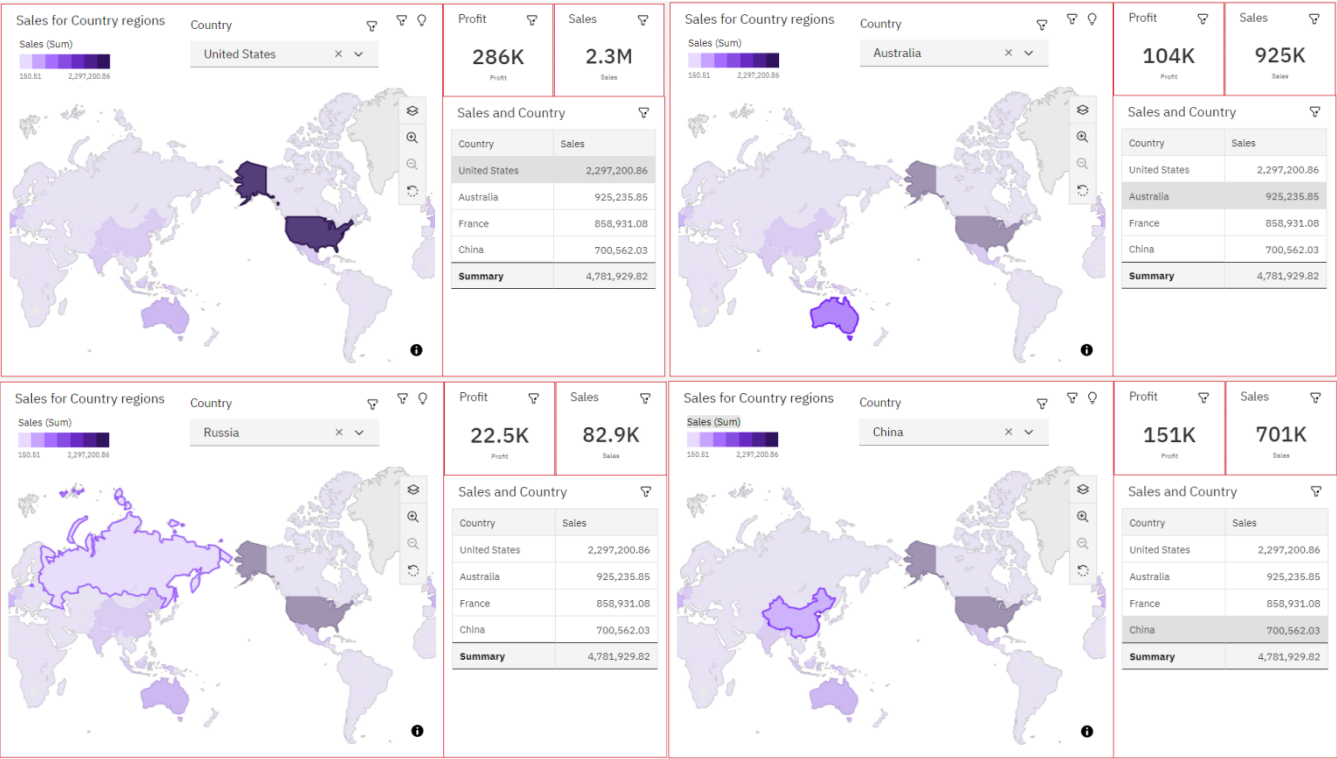 Sales for Country regions
Sales (Sum)
150.51 2,297,200.86
Country
United States
Profit
286K
Profit
Sales
2.3M
Sales
Sales and Country
Country Sales
United States 2,297,200.86
Australia 925,235.85
France 858,931.08
China 700,562.03
Summary 4,781,929.82
Sales for Country regions
Sales (Sum)
150.51 2,297,200.86
Country
Australia
Profit
104K
Profit
Sales
925K
Sales
Sales and Country
Country Sales
United States 2,297,200.86
Australia 925,235.85
France 858,931.08
China 700,562.03
Summary 4,781,929.82
Sales for Country regions
Sales (Sum)
150.51 2,297,200.86
Country
Russia
Profit
22.5K
Profit
Sales
82.9K
Sales
Sales and Country
Country Sales
United States 2,297,200.86
Australia 925,235.85
France 858,931.08
China 700,562.03
Summary 4,781,929.82
Sales for Country regions
Sales (Sum)
150.51 2,297,200.86
Country
China
Profit
151K
Profit
Sales
701K
Sales
Sales and Country
Country Sales
United States 2,297,200.86
Australia 925,235.85
France 858,931.08
China 700,562.03
Summary 4,781,929.82